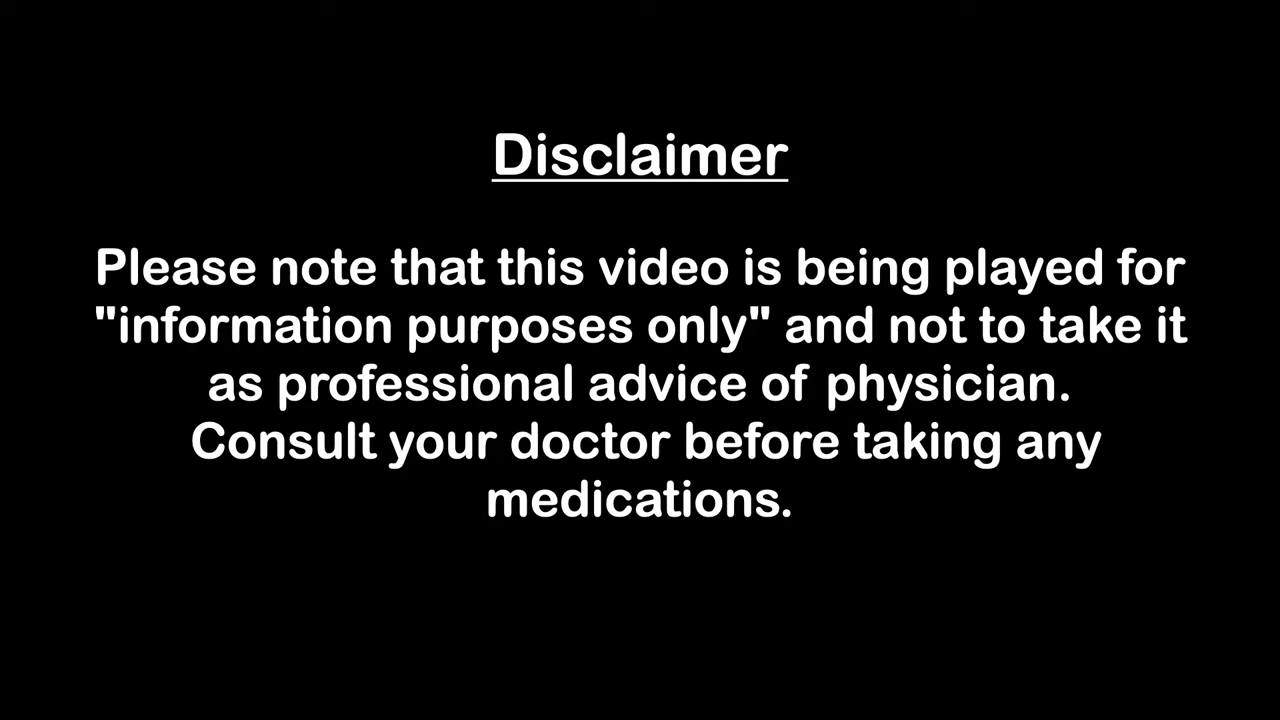 Disclaimer
Please note that this video is being played for
"information purposes only" and not to take it
as professional advice of physician.
Consult your doctor before taking any
medications.